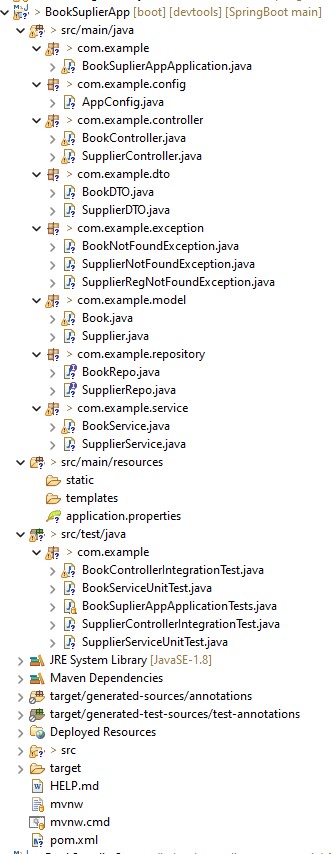 BookSuplierApp [boot] [devtools] [SpringBoot main]
> src/main/java
> com.example
> BookSuplierAppApplication.java
> com.example.config
> AppConfig.java
> com.example.controller
> BookController.java
> SupplierController.java
> com.example.dto
> BookDTO.java
> SupplierDTO.java
> com.example.exception
> BookNotFoundException.java
> SupplierNotFoundException.java
> SupplierRegNotFoundException.java
> com.example.model
> Book.java
> Supplier.java
> com.example.repository
> BookRepo.java
> SupplierRepo.java
> com.example.service
> BookService.java
> SupplierService.java
> src/main/resources
static
templates
application.properties
> src/test/java
> com.example
> BookControllerIntegrationTest.java
> BookServiceUnitTest.java
> BookSuplierAppApplicationTests.java
> SupplierControllerIntegrationTest.java
> SupplierServiceUnitTest.java
> JRE System Library [JavaSE-1.8]
> Maven Dependencies
> target/generated-sources/annotations
> target/generated-test-sources/test-annotations
> Deployed Resources
> > src
> target
HELP.md
mvnw
mvnw.cmd
pom.xml